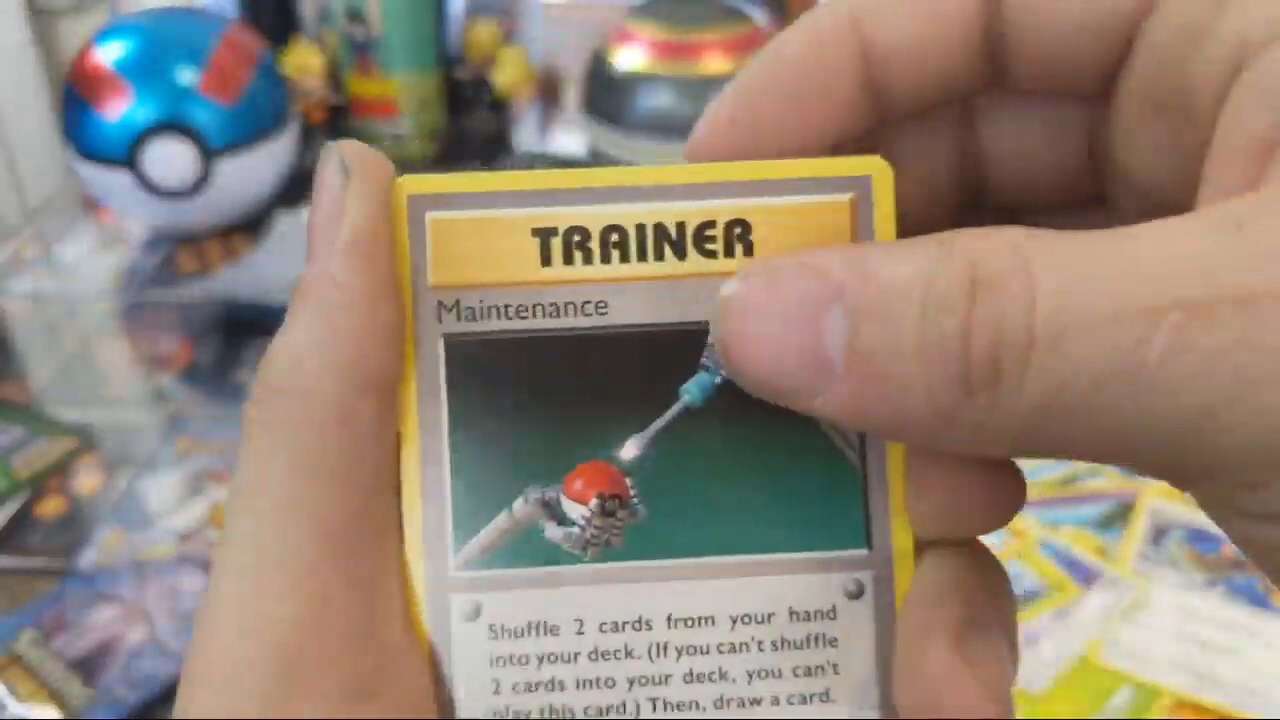 TRAINER
Maintenance
Shuffle 2 cards from your hand
into your deck. (If you can't shuffle
2 cards into your deck, you can't
play this card.) Then, draw a card.